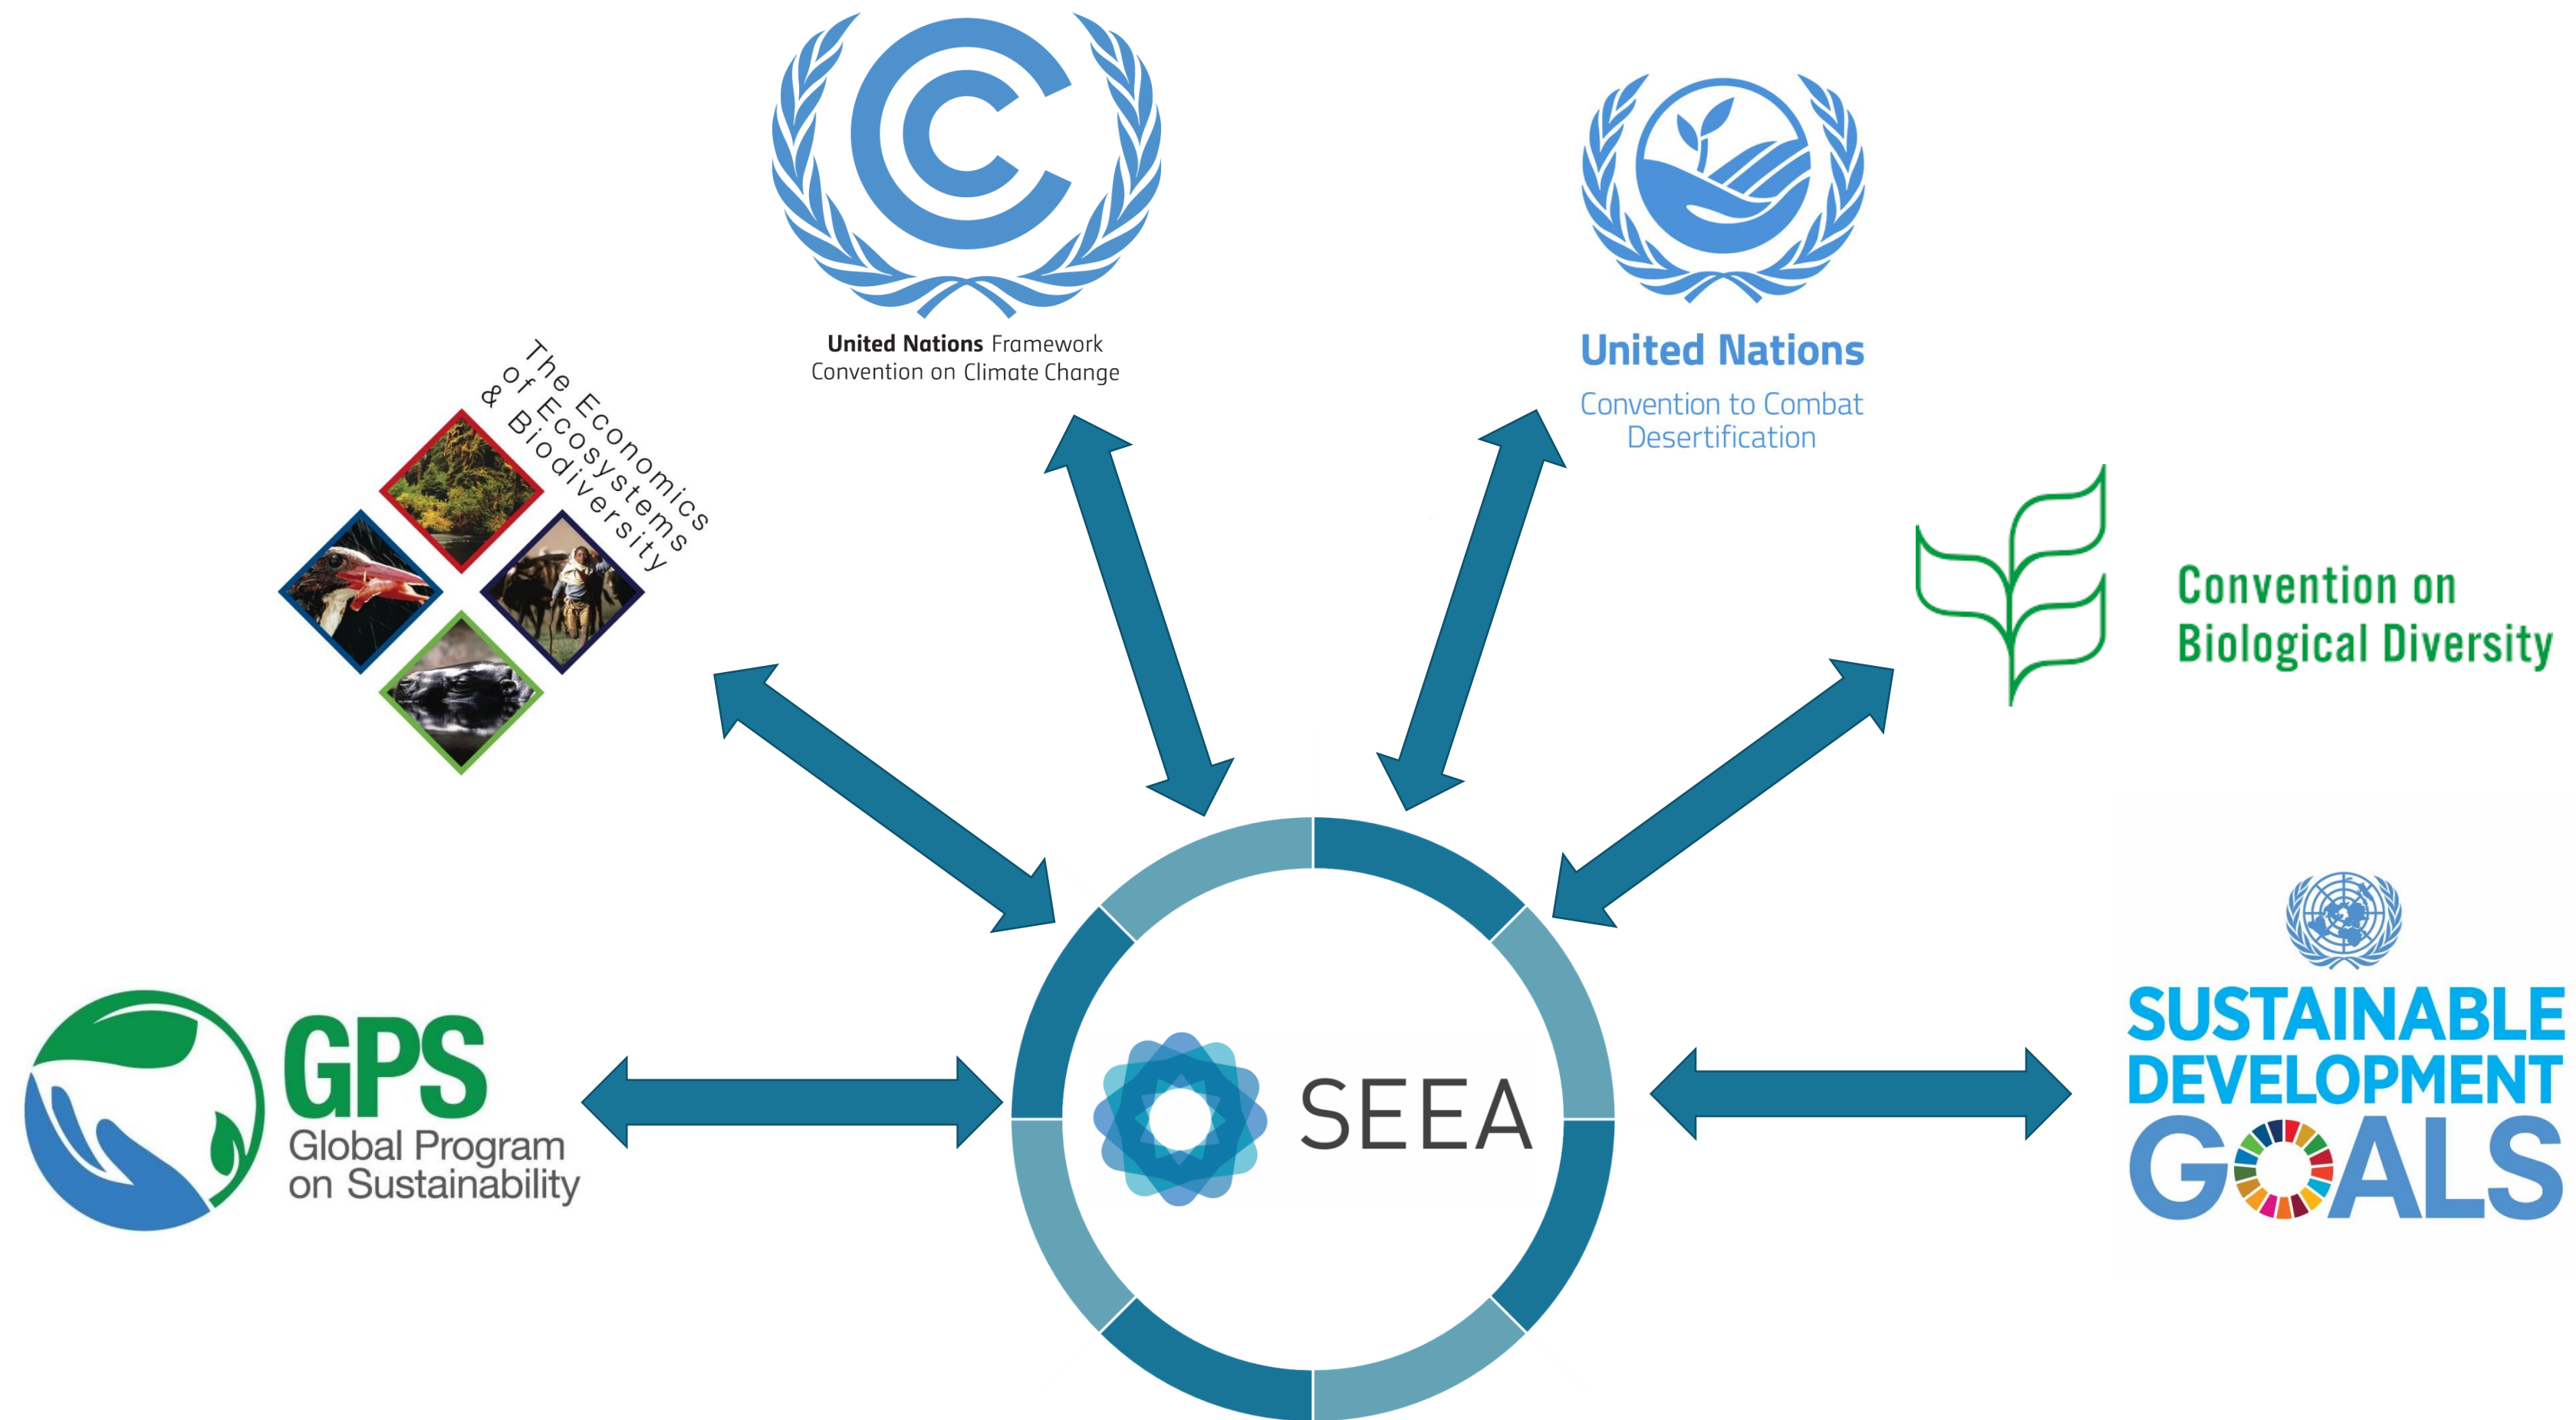 United Nations Framework
Convention on Climate Change
United Nations
Convention to Combat
Desertification
The Economics
of Ecosystems
& Biodiversity
Convention on
Biological Diversity
GPS
Global Program
on Sustainability
SEEA
SUSTAINABLE
DEVELOPMENT
GOALS